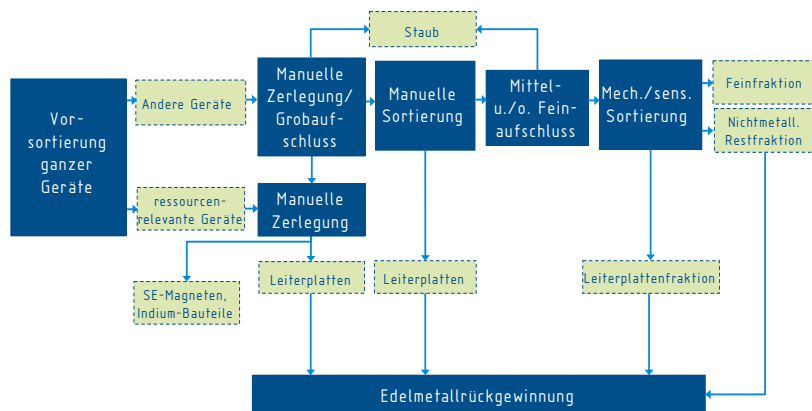 Staub
Vor-
sortierung
ganzer
Geräte
Andere Geräte
Manuelle
Zerlegung/
Grobauf-
schluss
Manuelle
Sortierung
Mittel-
u./o. Fein-
aufschluss
Mech./sens.
Sortierung
Feinfraktion
Nichtmetall.
Restfraktion
ressourcen-
relevante Geräte
Manuelle
Zerlegung
SE-Magneten,
Indium-Bauteile
Leiterplatten
Leiterplatten
Leiterplattenfraktion
Edelmetallrückgewinnung